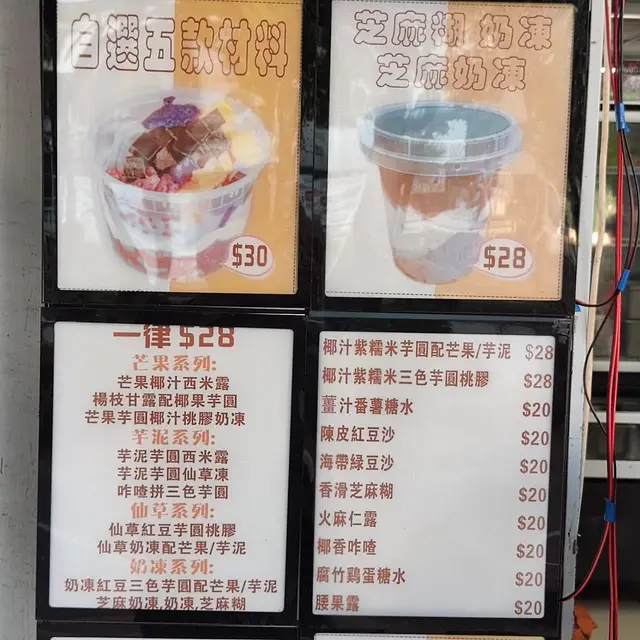 自選五款材料
$30
芝麻糊 奶凍
芝麻奶凍
$28
一律 $28
芒果系列:
芒果椰汁西米露
楊枝甘露配椰果芋圓
芒果芋圓椰汁桃膠奶凍
芋泥系列:
芋泥芋圓西米露
芋泥芋圓仙草凍
咋喳拼三色芋圓
仙草系列:
仙草紅豆芋圓桃膠
仙草奶凍配芒果/芋泥
奶凍系列:
奶凍紅豆三色芋圓配芒果/芋泥
芝麻奶凍,奶凍,芝麻糊
椰汁紫糯米芋圓配芒果/芋泥 $28
椰汁紫糯米三色芋圓桃膠 $28
薑汁番薯糖水 $20
陳皮紅豆沙 $20
海帶綠豆沙 $20
香滑芝麻糊 $20
火麻仁露 $20
椰香咋喳 $20
腐竹鷄蛋糖水 $20
腰果露 $20